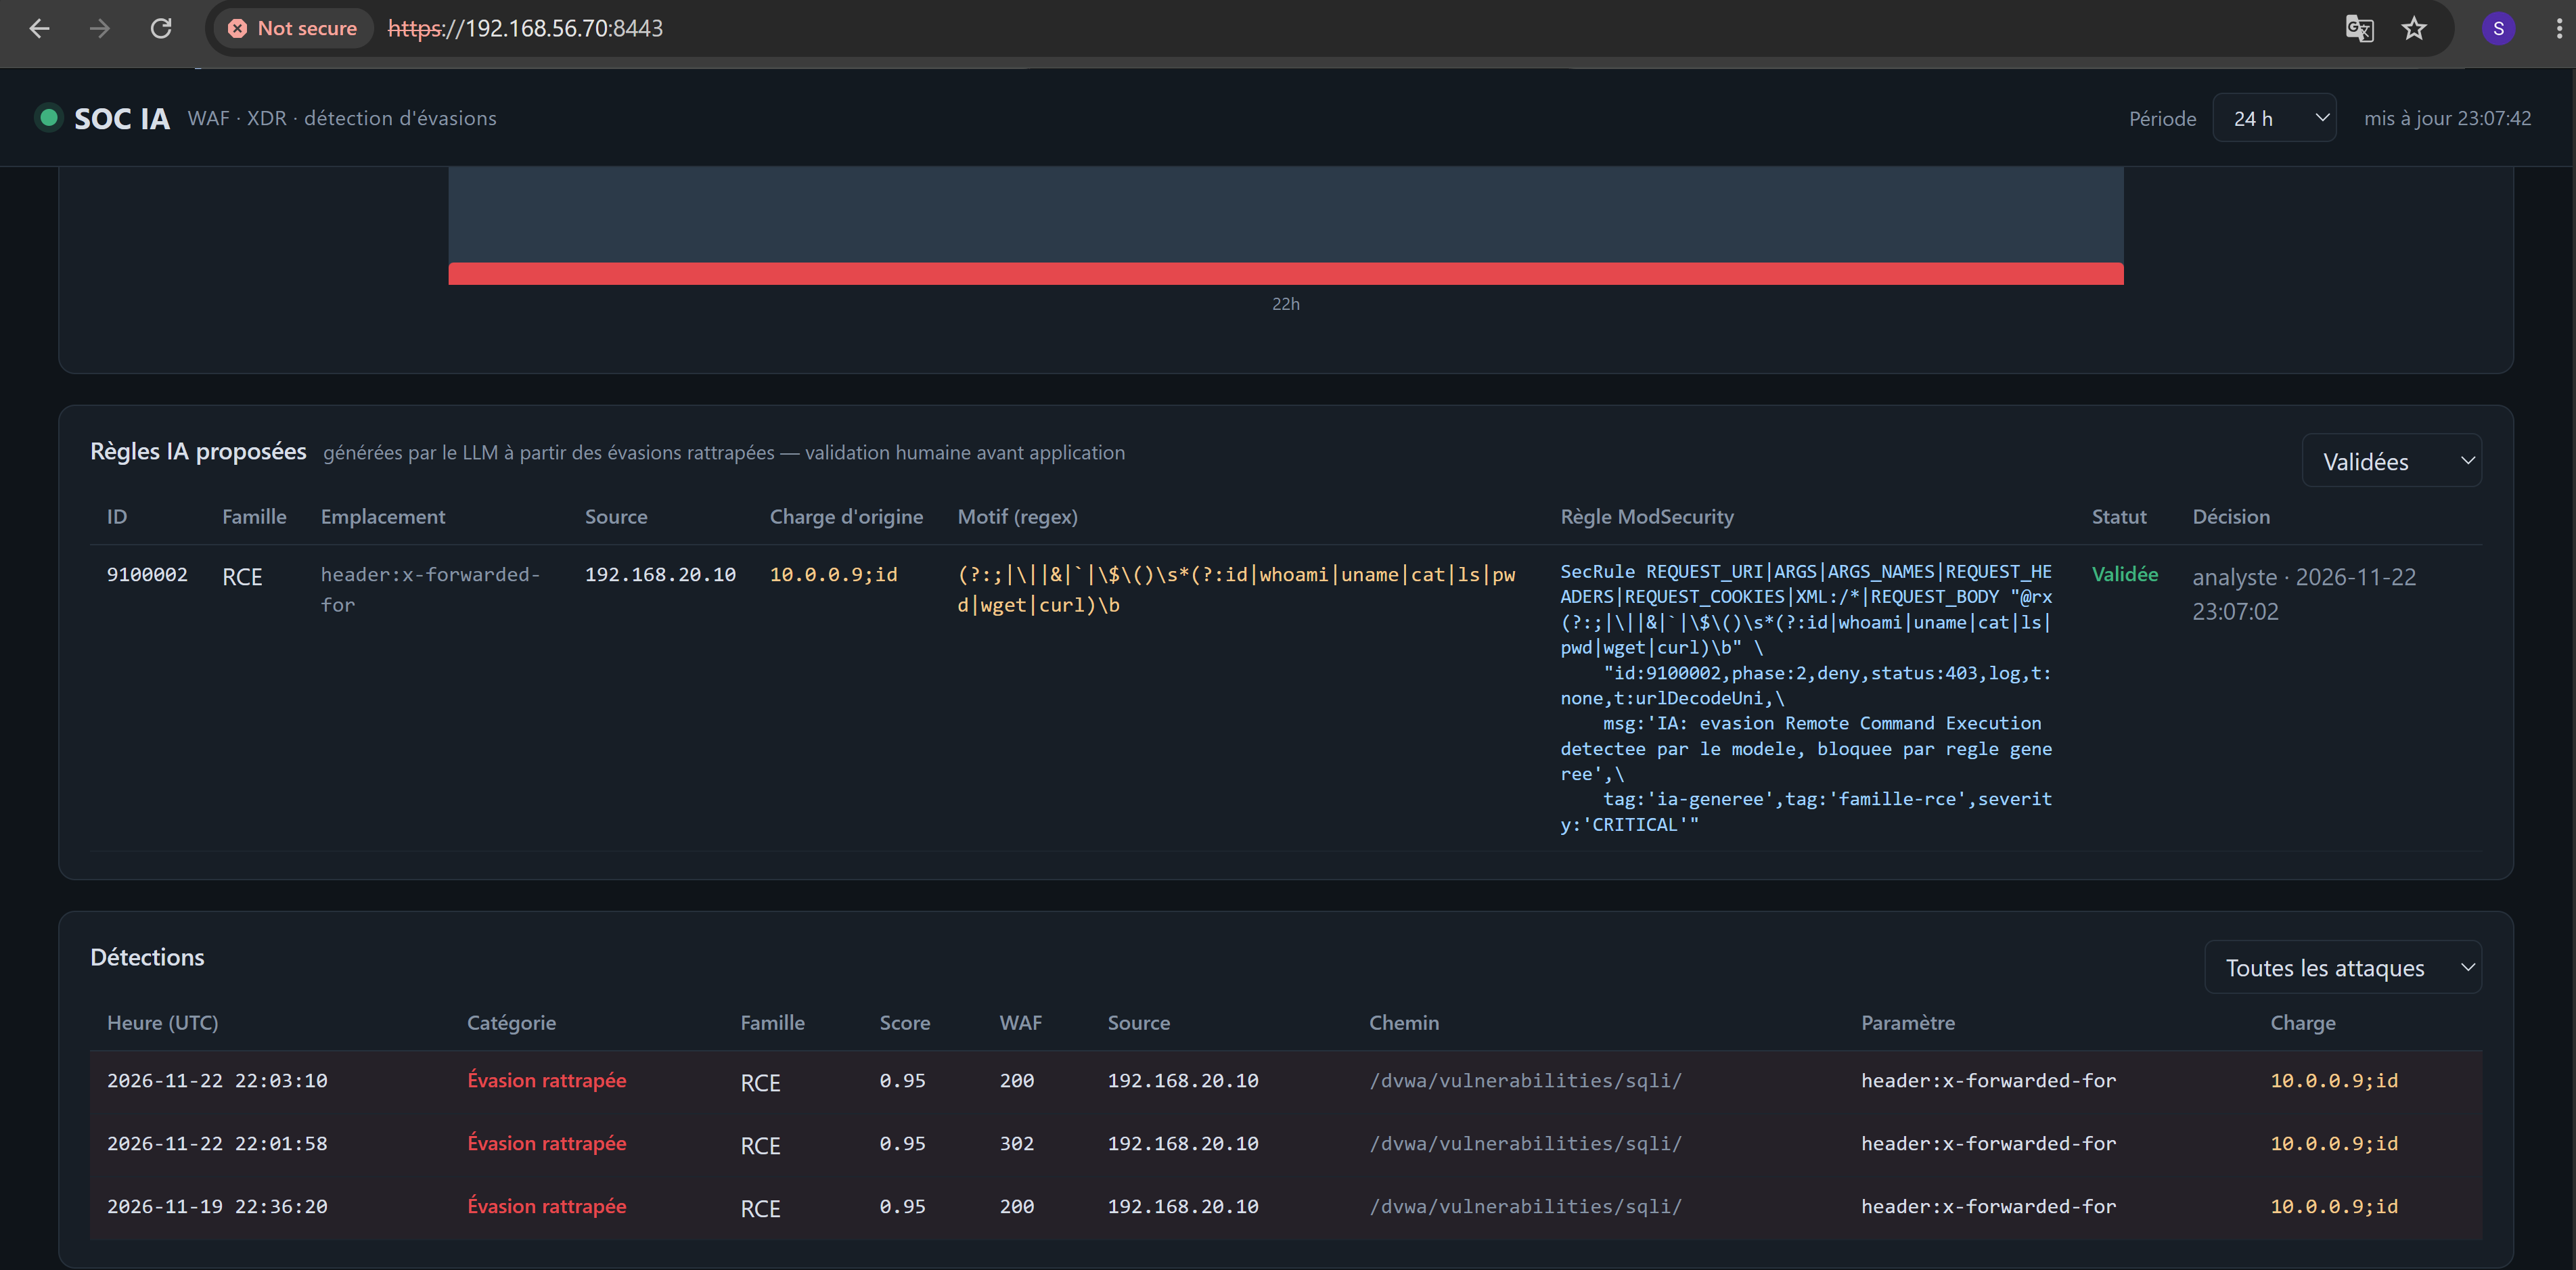 Not secure https://192.168.56.70:8443 S
SOC IA WAF · XDR · détection d'évasions Période 24 h mis à jour 23:07:42
22h
Règles IA proposées générées par le LLM à partir des évasions rattrapées — validation humaine avant application Validées
ID Famille Emplacement Source Charge d'origine Motif (regex) Règle ModSecurity Statut Décision
9100002 RCE header:x-forwarded-
for 192.168.20.10 10.0.0.9;id (?:;|\||&|`|\$\()\s*(?:id|whoami|uname|cat|ls|pw
d|wget|curl)\b
SecRule REQUEST_URI|ARGS|ARGS_NAMES|REQUEST_HE
ADERS|REQUEST_COOKIES|XML:/*|REQUEST_BODY "@rx
(?:;|\||&|`|\$\()\s*(?:id|whoami|uname|cat|ls|
pwd|wget|curl)\b" \
"id:9100002,phase:2,deny,status:403,log,t:
none,t:urlDecodeUni,\
msg:'IA: evasion Remote Command Execution
detectee par le modele, bloquee par regle gene
ree',\
tag:'ia-generee',tag:'famille-rce',severit
y:'CRITICAL'"
Validée
analyste · 2026-11-22
23:07:02
Détections Toutes les attaques
Heure (UTC) Catégorie Famille Score WAF Source Chemin Paramètre Charge
2026-11-22 22:03:10 Évasion rattrapée RCE 0.95 200 192.168.20.10 /dvwa/vulnerabilities/sqli/ header:x-forwarded-for 10.0.0.9;id
2026-11-22 22:01:58 Évasion rattrapée RCE 0.95 302 192.168.20.10 /dvwa/vulnerabilities/sqli/ header:x-forwarded-for 10.0.0.9;id
2026-11-19 22:36:20 Évasion rattrapée RCE 0.95 200 192.168.20.10 /dvwa/vulnerabilities/sqli/ header:x-forwarded-for 10.0.0.9;id